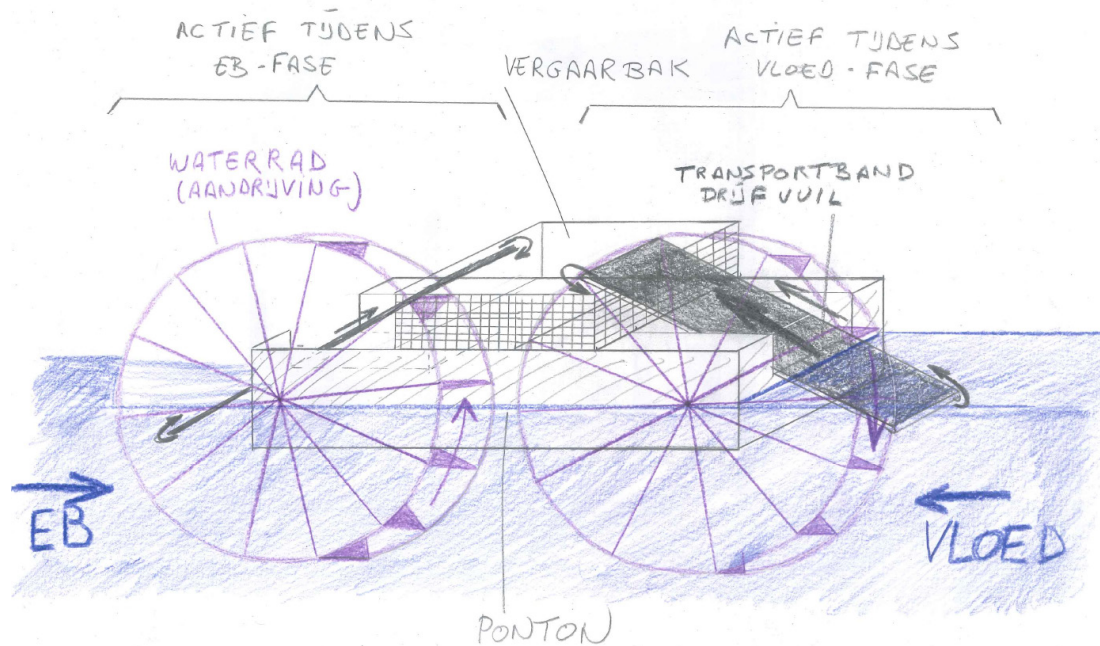 ACTIEF TIJDENS
EB-FASE
VERGAARBAK
ACTIEF TIJDENS
VLOED-FASE
WATERRAD
(AANDRIJVING)
TRANSPORTBAND
DRIJFVUIL
EB
VLOED
PONTON